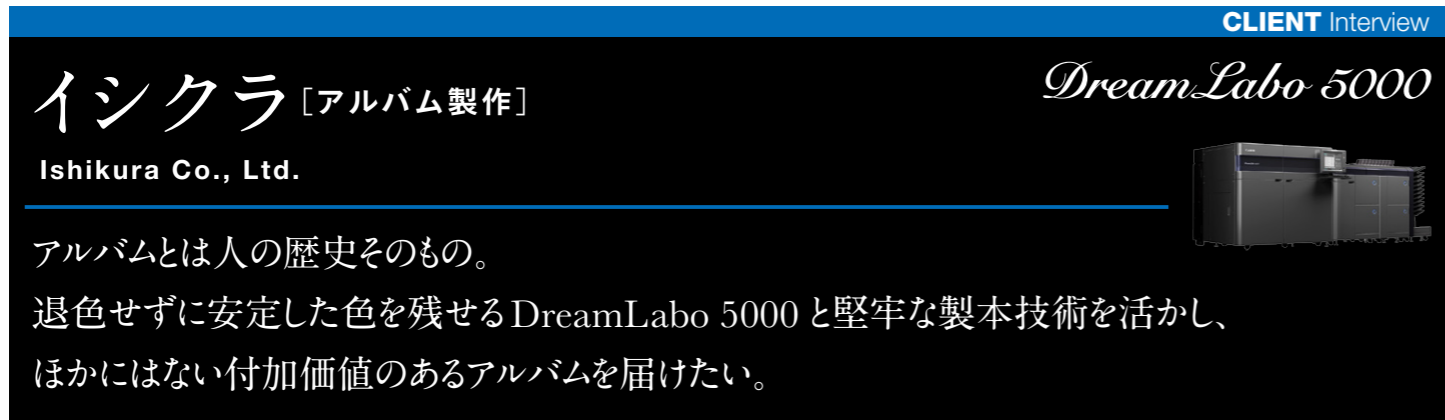 CLIENT Interview
イシクラ［アルバム製作］
DreamLabo 5000
Ishikura Co., Ltd.
アルバムとは人の歴史そのもの。
退色せずに安定した色を残せるDreamLabo 5000と堅牢な製本技術を活かし、
ほかにはない付加価値のあるアルバムを届けたい。